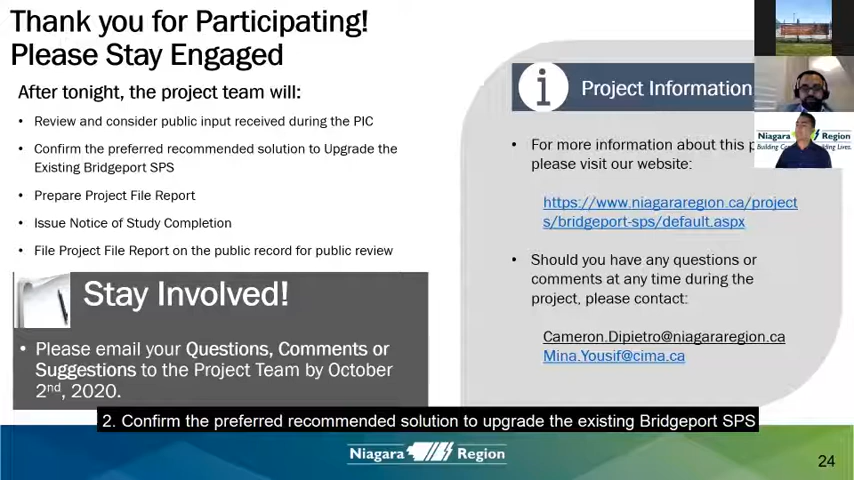 Thank you for Participating!
Please Stay Engaged
After tonight, the project team will:
• Review and consider public input received during the PIC
• Confirm the preferred recommended solution to Upgrade the
Existing Bridgeport SPS
• Prepare Project File Report
• Issue Notice of Study Completion
• File Project File Report on the public record for public review
Stay Involved!
• Please email your Questions, Comments or
Suggestions to the Project Team by October
2nd, 2020.
i Project Information
• For more information about this p
please visit our website:
https://www.niagararegion.ca/project
s/bridgeport-sps/default.aspx
• Should you have any questions or
comments at any time during the
project, please contact:
Cameron.Dipietro@niagararegion.ca
Mina.Yousif@cima.ca
Niagara Region
2. Confirm the preferred recommended solution to upgrade the existing Bridgeport SPS
Niagara Region
24